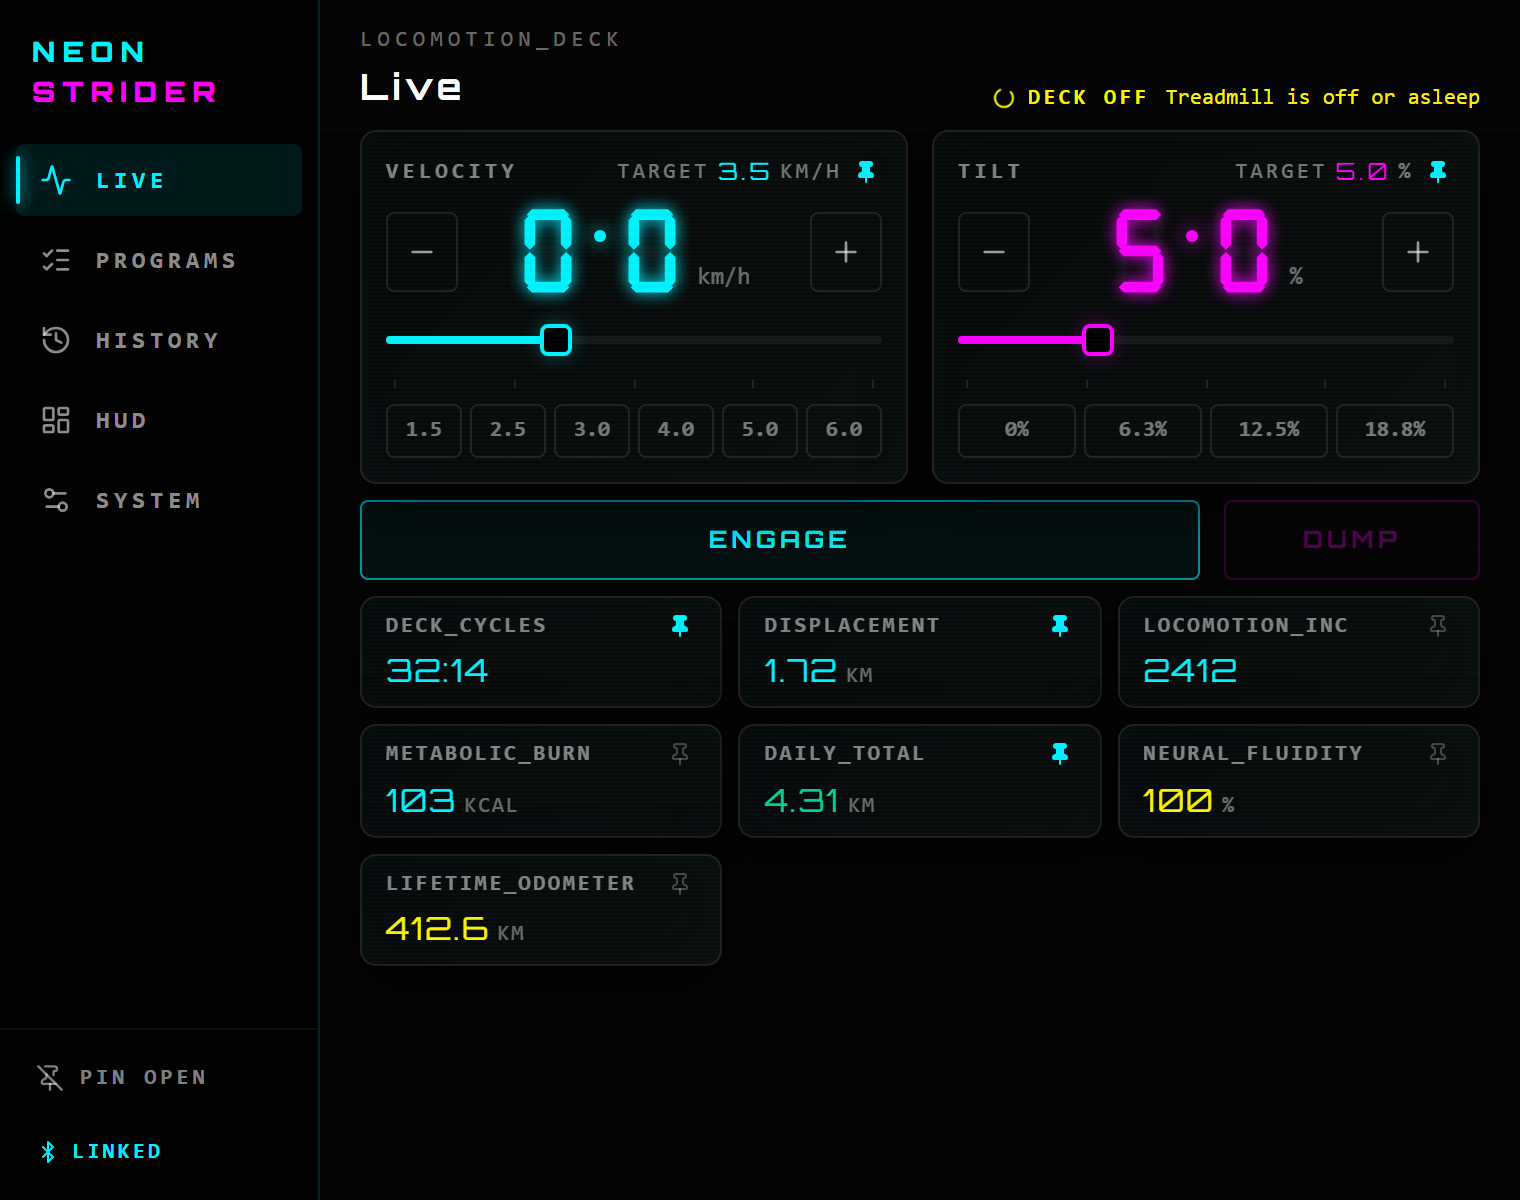 NEON
STRIDER
LIVE
PROGRAMS
HISTORY
HUD
SYSTEM
PIN OPEN
LINKED
LOCOMOTION_DECK
Live
DECK OFF Treadmill is off or asleep
VELOCITY TARGET 3.5 KM/H
− 0.0 km/h +
1.5 2.5 3.0 4.0 5.0 6.0
TILT TARGET 5.0 %
− 5.0 % +
0% 6.3% 12.5% 18.8%
ENGAGE DUMP
DECK_CYCLES
32:14
DISPLACEMENT
1.72 KM
LOCOMOTION_INC
2412
METABOLIC_BURN
103 KCAL
DAILY_TOTAL
4.31 KM
NEURAL_FLUIDITY
100 %
LIFETIME_ODOMETER
412.6 KM